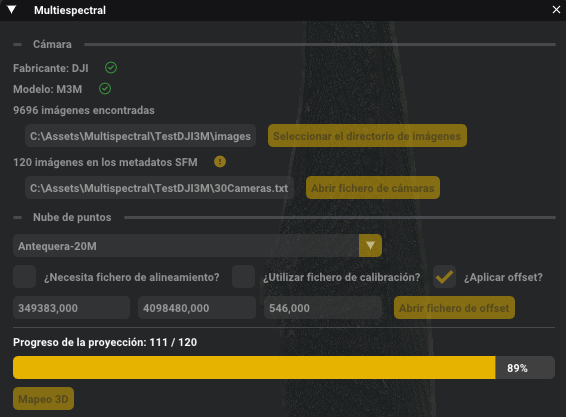 Multiespectral
Cámara
Fabricante: DJI
Modelo: M3M
9696 imágenes encontradas
C:\Assets\Multispectral\TestDJI3M\images Seleccionar el directorio de imágenes
120 imágenes en los metadatos SFM
C:\Assets\Multispectral\TestDJI3M\30Cameras.txt Abrir fichero de cámaras
Nube de puntos
Antequera-20M
¿Necesita fichero de alineamiento? ¿Utilizar fichero de calibración? ¿Aplicar offset?
349383,000 4098480,000 546,000 Abrir fichero de offset
Progreso de la proyección: 111 / 120
89%
Mapeo 3D